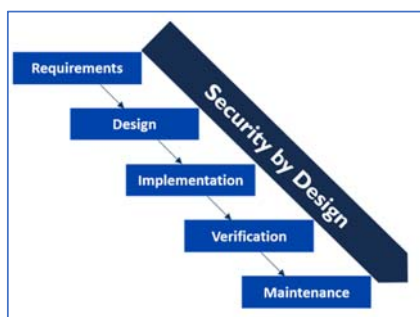 Requirements
Design
Implementation
Verification
Maintenance
Security by Design